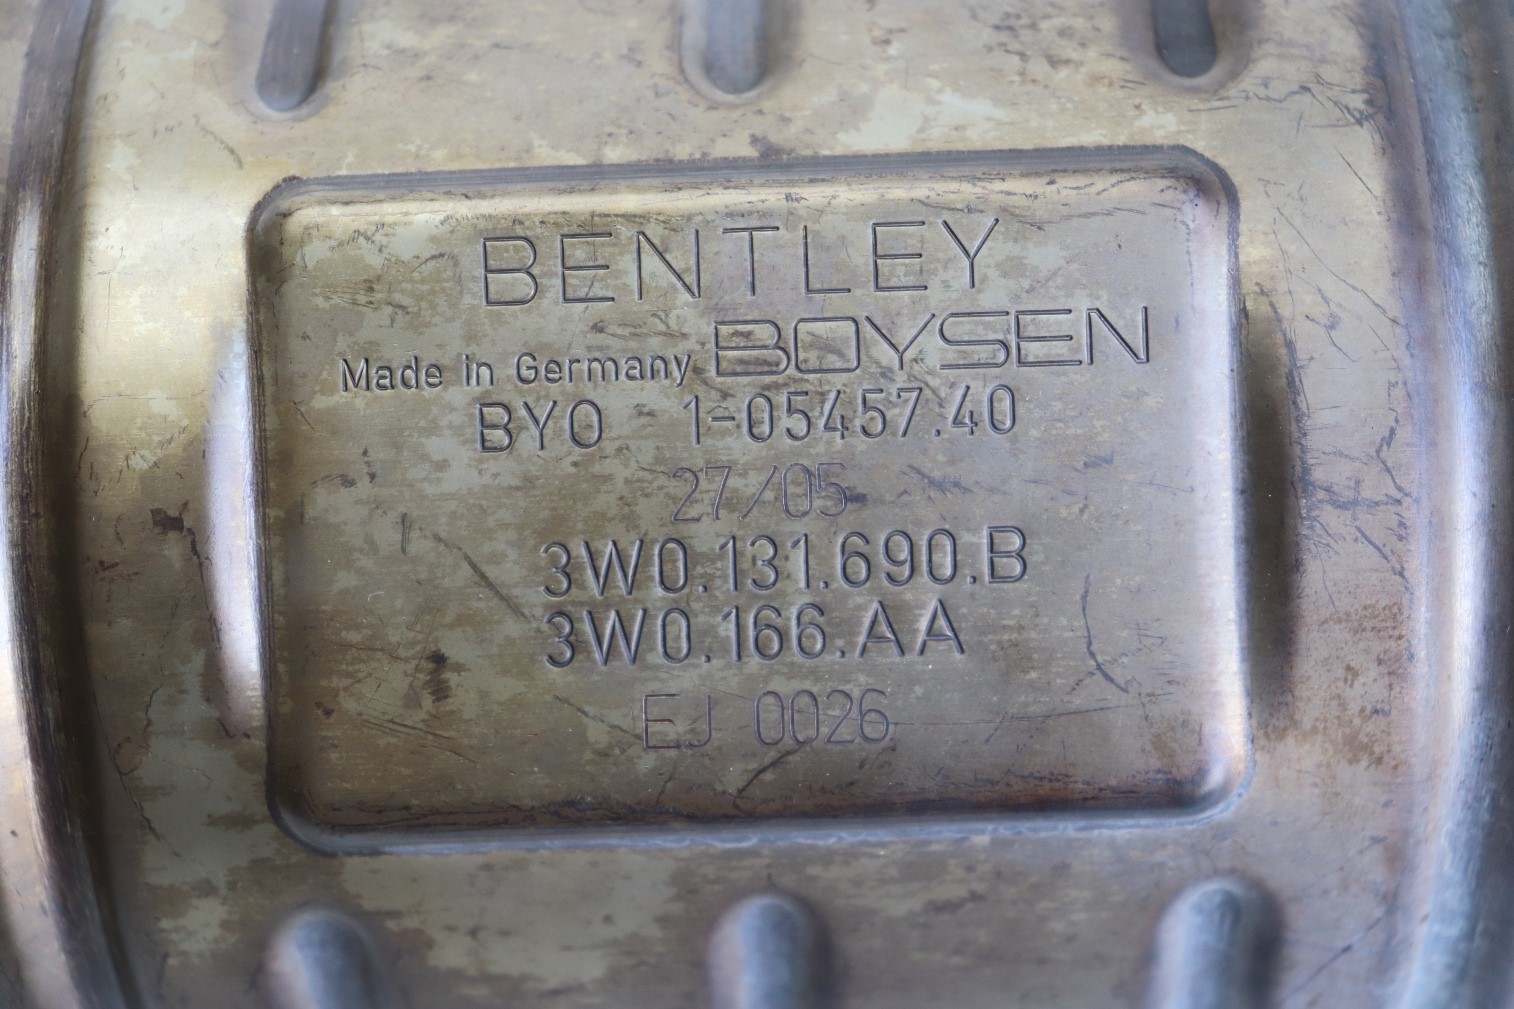 BENTLEY
Made in Germany BOYSEN
BYO 1-05457.40
27/05
3W0.131.690.B
3W0.166.AA
EJ 0026